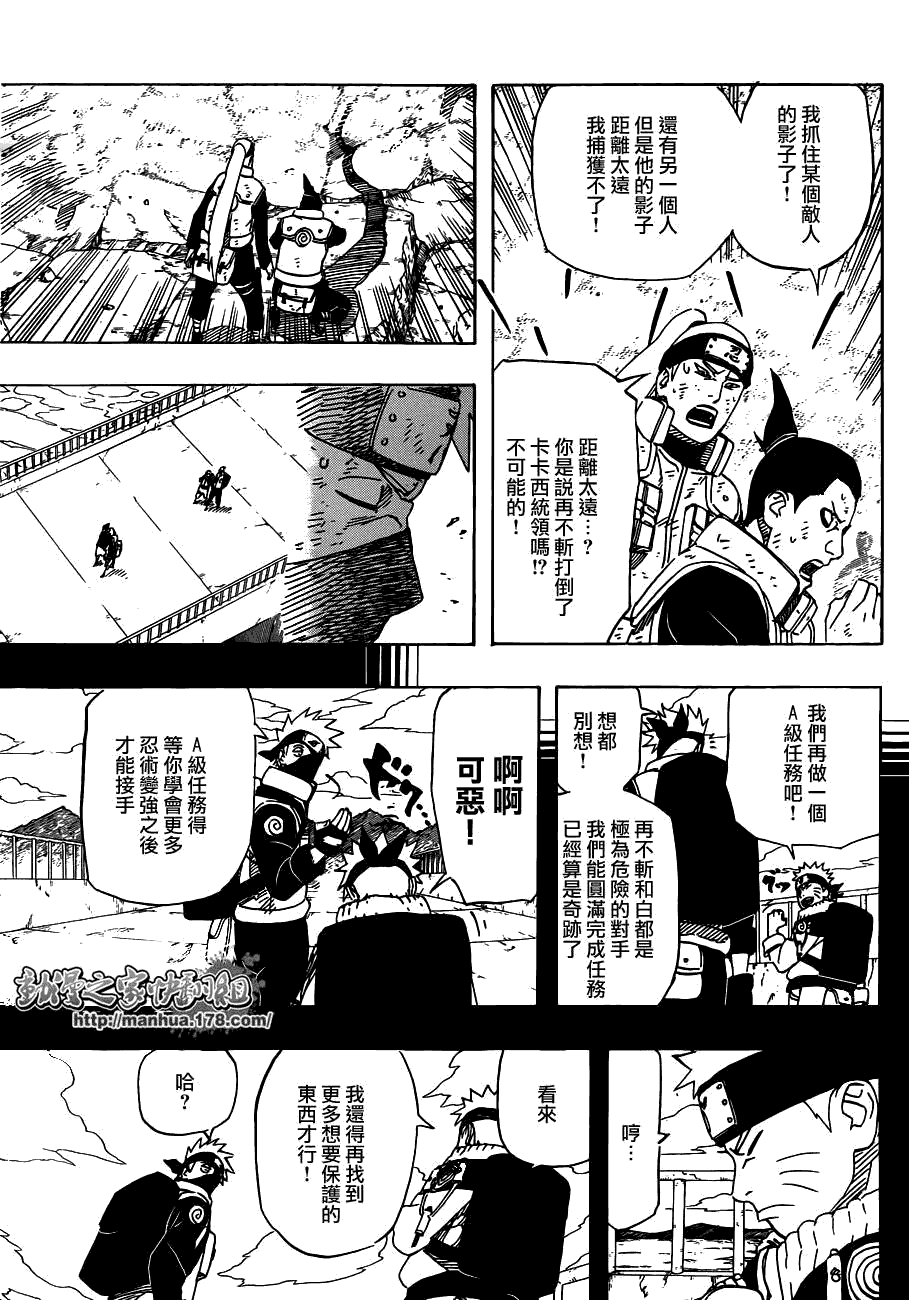 我抓住某個敵人
的影子了！
還有另一個人
但是他的影子
距離太遠
我捕獲不了！
距離太遠…？
你是說再不斬打倒了
卡卡西統領嗎!?
不可能的！
我們再做一個
A級任務吧！
想都
別想！
再不斬和白都是
極為危險的對手
我們能圓滿完成任務
已經算是奇跡了
啊啊
可惡！
A級任務得
等你學會更多
忍術變強之後
才能接手
http://manhua.178.com/
哼…
看來
我還得再找到
更多想要保護的
東西才行！
哈？